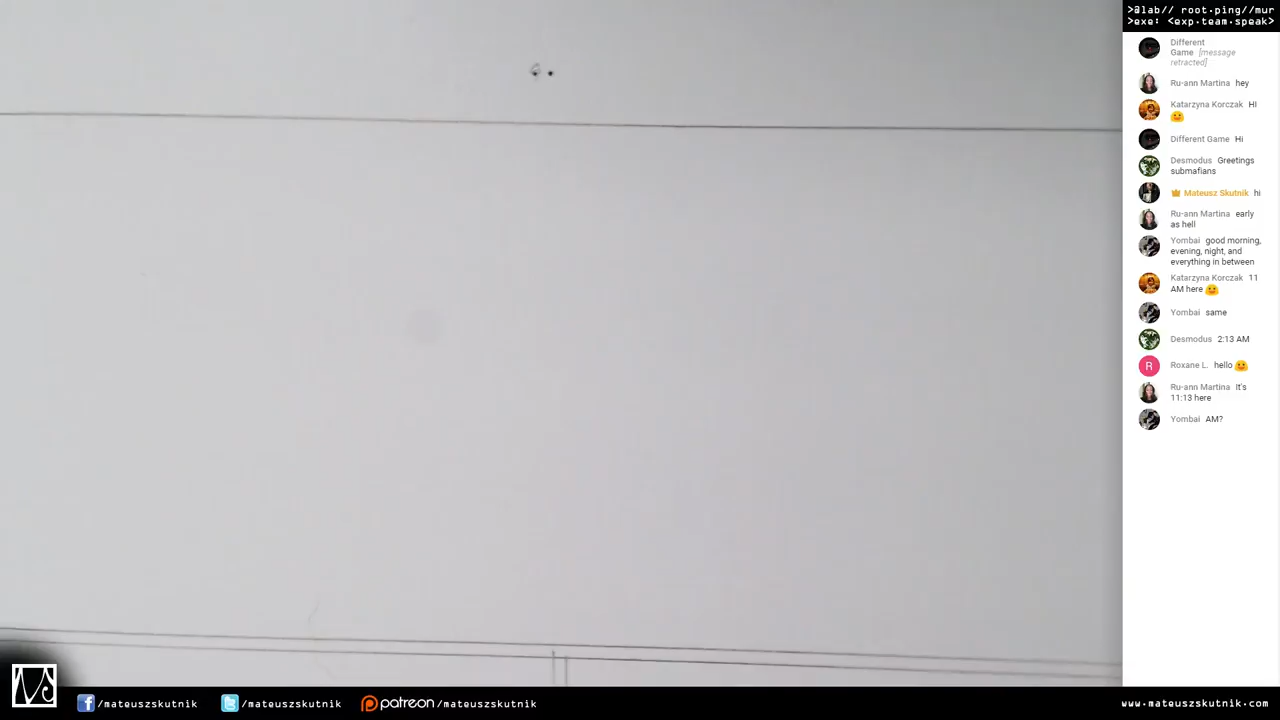 >@lab// root.ping//mur
>exe: <exp.team.speak>
Different
Game [message
retracted]
Ru-ann Martina hey
Katarzyna Korczak Hi
Different Game Hi
Desmodus Greetings
submafians
Mateusz Skutnik hi
Ru-ann Martina early
as hell
Yombai good morning,
evening, night, and
everything in between
Katarzyna Korczak 11
AM here
Yombai same
Desmodus 2:13 AM
R
Roxane L. hello
Ru-ann Martina It's
11:13 here
Yombai AM?
/mateuszskutnik
/mateuszskutnik
patreon/mateuszskutnik
www.mateuszskutnik.com